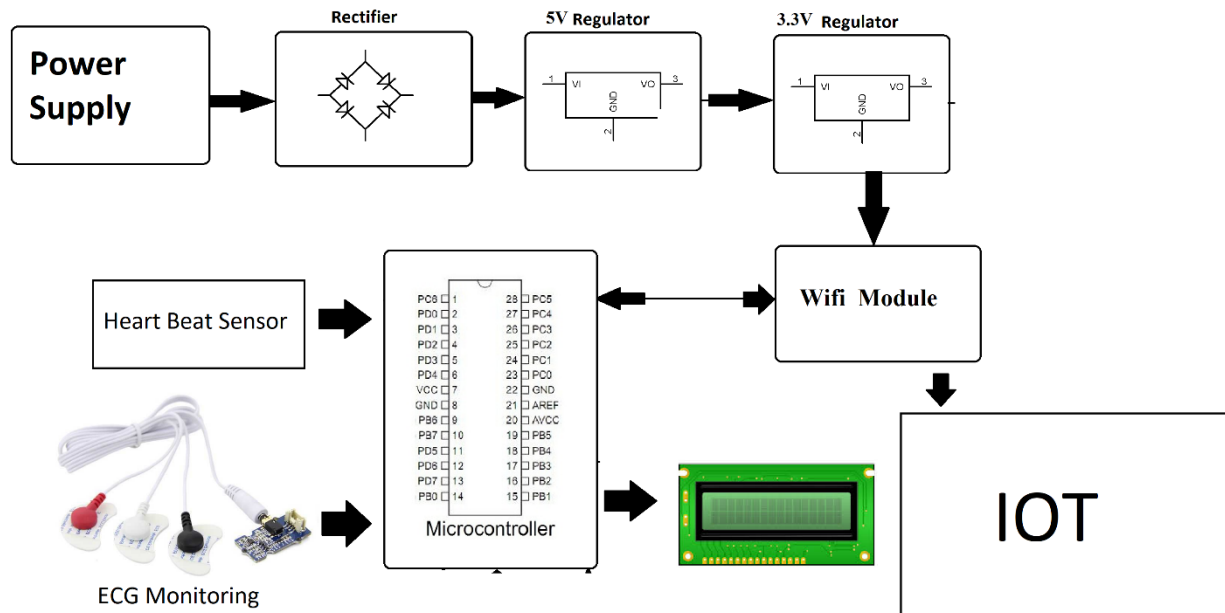 Rectifier
5V Regulator
3.3V Regulator
Power
Supply
1 VI VO 3
GND
2
1 VI VO 3
GND
2
Heart Beat Sensor
PC6 1 28 PC5
PD0 2 27 PC4
PD1 3 26 PC3
PD2 4 25 PC2
PD3 5 24 PC1
PD4 6 23 PC0
VCC 7 22 GND
GND 8 21 AREF
PB6 9 20 AVCC
PB7 10 19 PB5
PD5 11 18 PB4
PD6 12 17 PB3
PD7 13 16 PB2
PB0 14 15 PB1
Microcontroller
Wifi Module
ECG Monitoring
IOT